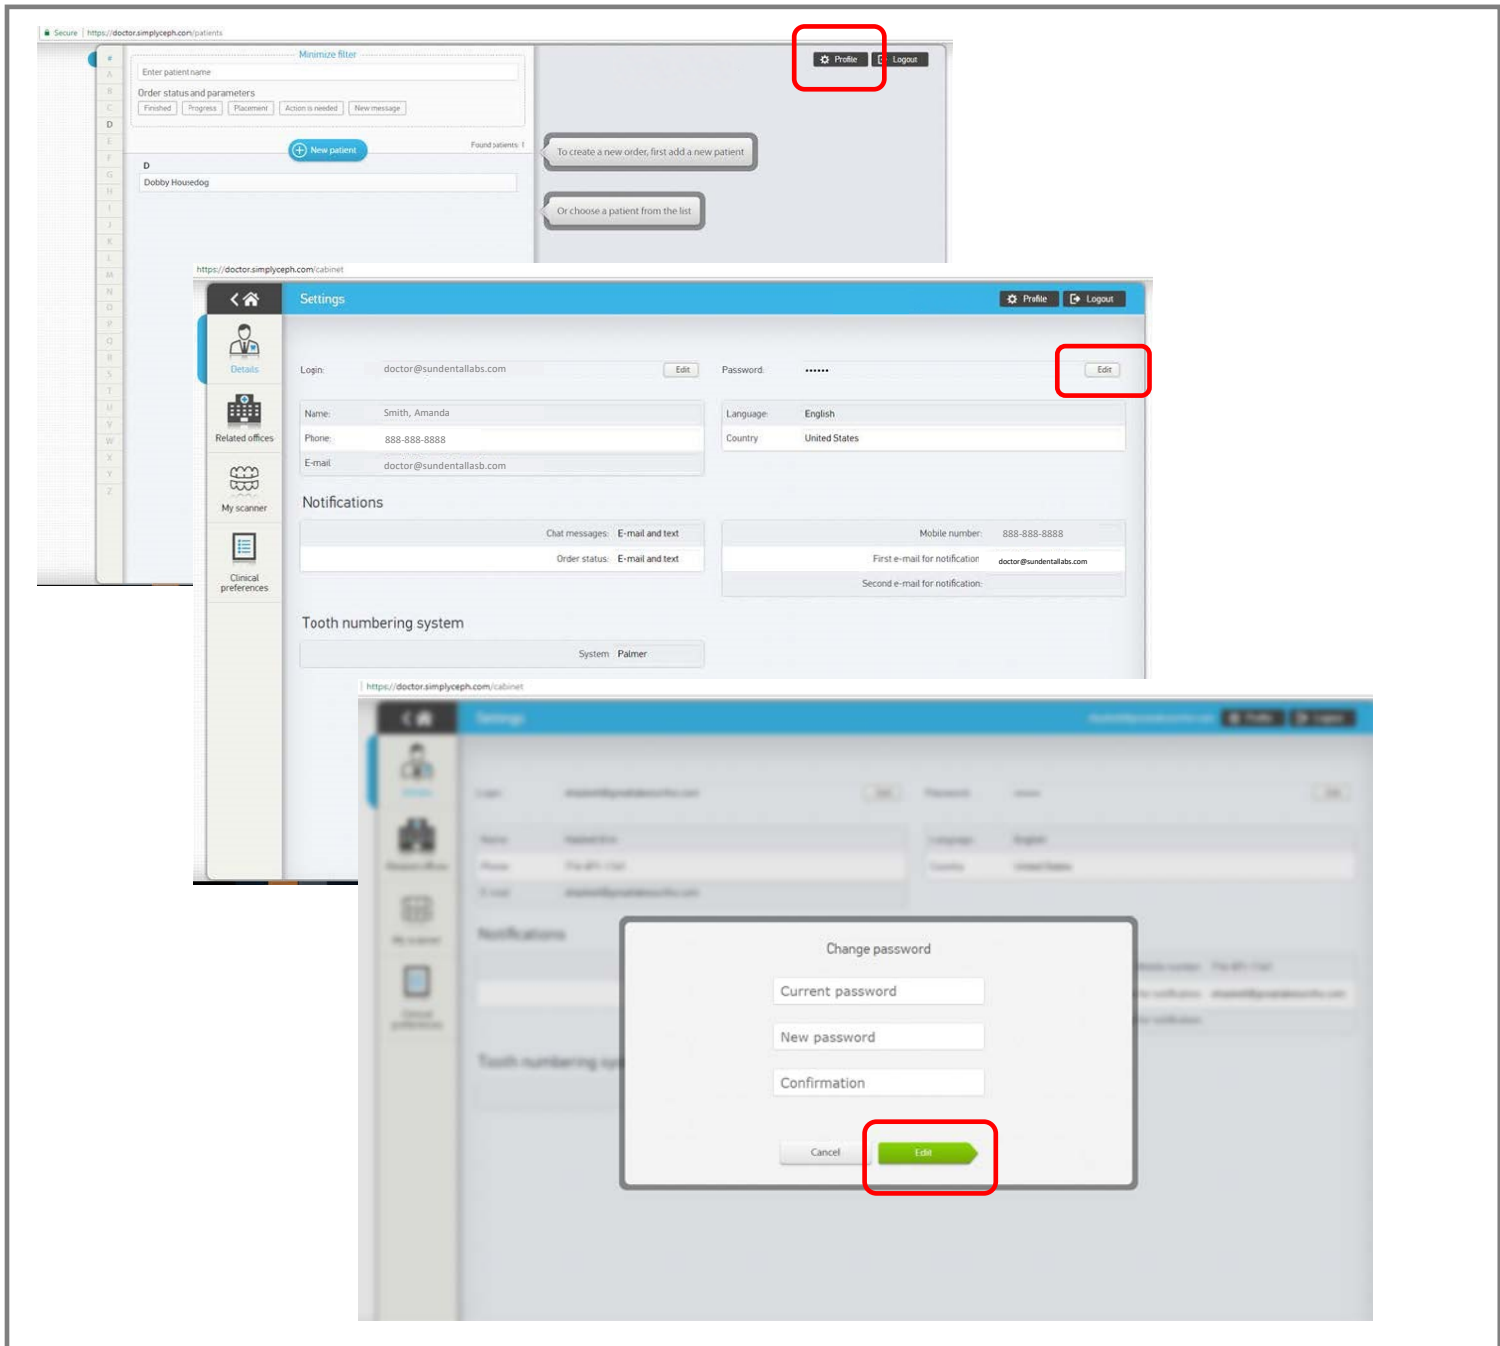 Secure https://doctor.simplyceph.com/patients
Minimize filter
Profile Logout
Enter patient name
Order status and parameters
Finished Progress Placement Action is needed New message
New patient
Found patients: 1
To create a new order, first add a new patient
D
Dobby Housedog
Or choose a patient from the list
#
A
B
C
D
E
F
G
H
I
J
K
L
M
N
O
P
Q
R
S
T
U
V
W
X
Y
Z
https://doctor.simplyceph.com/cabinet
Settings
Profile Logout
Details
Related offices
My scanner
Clinical
preferences
Login: doctor@sundentallabs.com Edit
Password: •••••• Edit
Name: Smith, Amanda
Phone: 888-888-8888
E-mail doctor@sundentallasb.com
Language: English
Country United States
Notifications
Chat messages: E-mail and text
Order status: E-mail and text
Mobile number: 888-888-8888
First e-mail for notification doctor@sundentallabs.com
Second e-mail for notification:
Tooth numbering system
System Palmer
https://doctor.simplyceph.com/cabinet
Settings
Notifications
Tooth numbering
Change password
Current password
New password
Confirmation
Cancel Edit